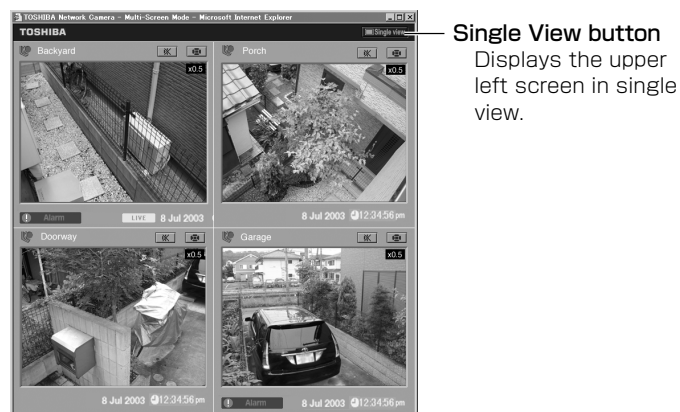 TOSHIBA Network Camera - Multi-Screen Mode - Microsoft Internet Explorer
TOSHIBA
Single view
Single View button
Displays the upper
left screen in single
view.
Backyard
x0.5
Alarm
LIVE
8 Jul 2003
Porch
x0.5
8 Jul 2003 12:34:56 pm
Doorway
x0.5
8 Jul 2003 12:34:56 pm
Garage
x0.5
Alarm
8 Jul 2003 12:34:56 pm